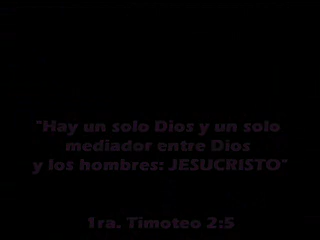 "Hay un solo Dios y un solo
mediador entre Dios
y los hombres: JESUCRISTO"
1ra. Timoteo 2:5